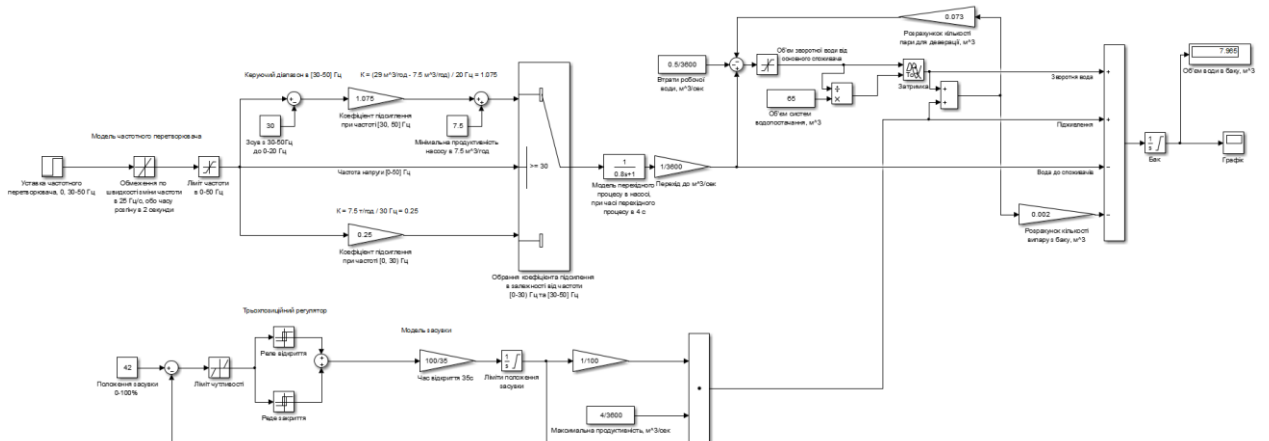 0.073
Розрахунок кількості
пари для деаерації, м^3
0.5/3600
Втрати робочої
води, м^3/сек
Об'єм зворотної води від
основного споживача
÷
×
65
Об'єм систем
водопостачання, м^3
Затримка
Зворотня вода
7.965
Об'єм води в баку, м^3
Керуючий діапазон в [30-50] Гц
K = (29 м^3/год - 7.5 м^3/год) / 20 Гц = 1.075
30
Зсув з 30-50Гц
до 0-20 Гц
1.075
Коефіцієнт підсилення
при частоті [30, 50] Гц
7.5
Мінімальна продуктивність
насосу в 7.5 м^3/год
Модель частотного перетворювача
Уставка частотного
перетворювача, 0, 30-50 Гц
Обмеження по
швидкості зміни частоти
в 25 Гц/с, або часу
розгіну в 2 секунди
Ліміт частоти
в 0-50 Гц
Частота напруги [0-50] Гц
>= 30
1
0.8s+1
Модель перехідного
процесу в насосі,
при часі перехідного
процесу в 4 с
1/3600
Перехід до м^3/сек
Підживлення
Вода до споживачів
1
s
Бак
Графік
K = 7.5 т/год / 30 Гц = 0.25
0.25
Коефіцієнт підсилення
при частоті [0, 30) Гц
Обрання коефіцієнта підсилення
в залежності від частоти
[0-30) Гц та [30-50] Гц
0.002
Розрахунок кількості
випару з баку, м^3
Трьохпозиційний регулятор
Модель засувки
42
Положення засувки
0-100%
Ліміт чутливості
Реле відкриття
Реле закриття
100/35
Час відкриття 35с
1
s
Ліміти положення
засувки
1/100
4/3600
Максимальна продуктивність, м^3/сек